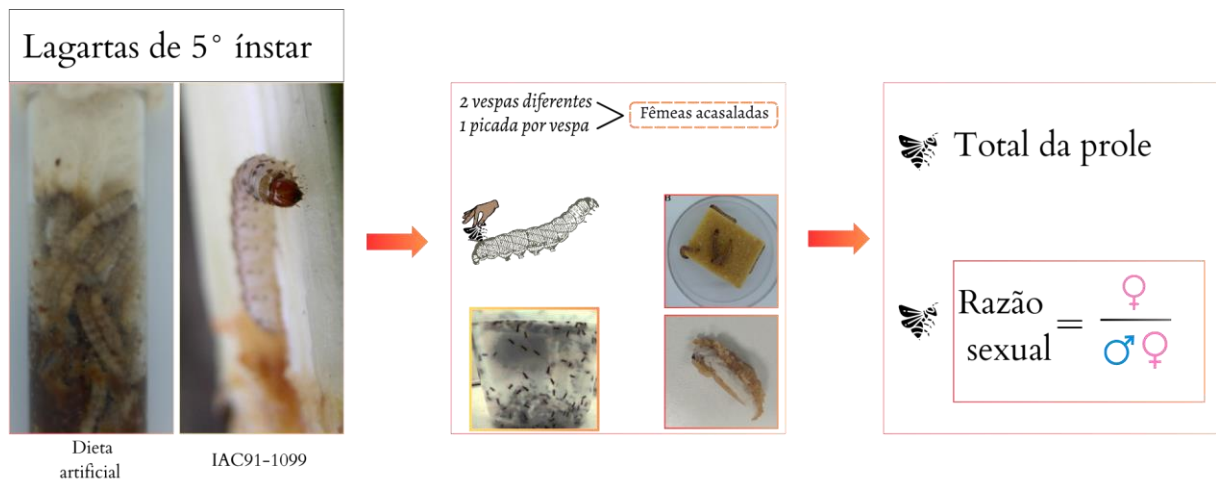 Lagartas de 5° ínstar
Dieta
artificial
IAC91-1099
2 vespas diferentes
1 picada por vespa
Fêmeas acasaladas
B
Total da prole
Razão
sexual
=
♀
♂♀